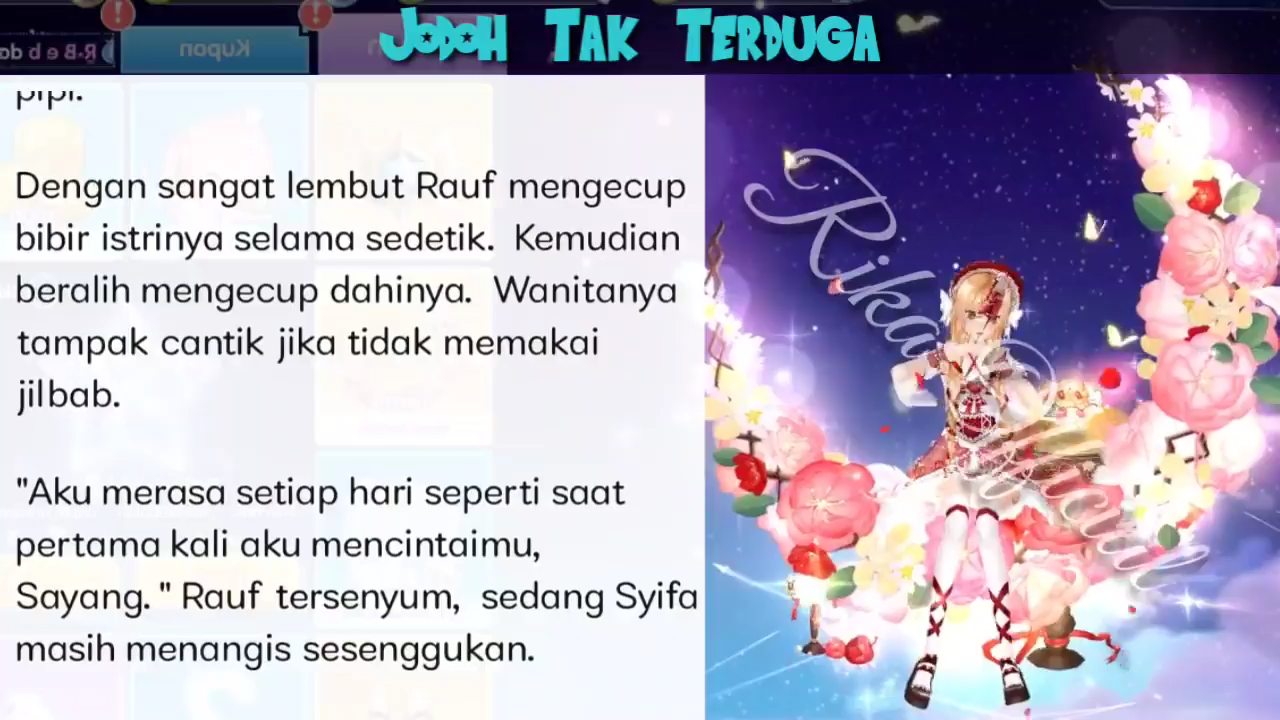 JODOH TAK TERDUGA
Kupon
pipi.
Dengan sangat lembut Rauf mengecup
bibir istrinya selama sedetik. Kemudian
beralih mengecup dahinya. Wanitanya
tampak cantik jika tidak memakai
jilbab.
"Aku merasa setiap hari seperti saat
pertama kali aku mencintaimu,
Sayang. " Rauf tersenyum, sedang Syifa
masih menangis sesenggukan.
Rika Official